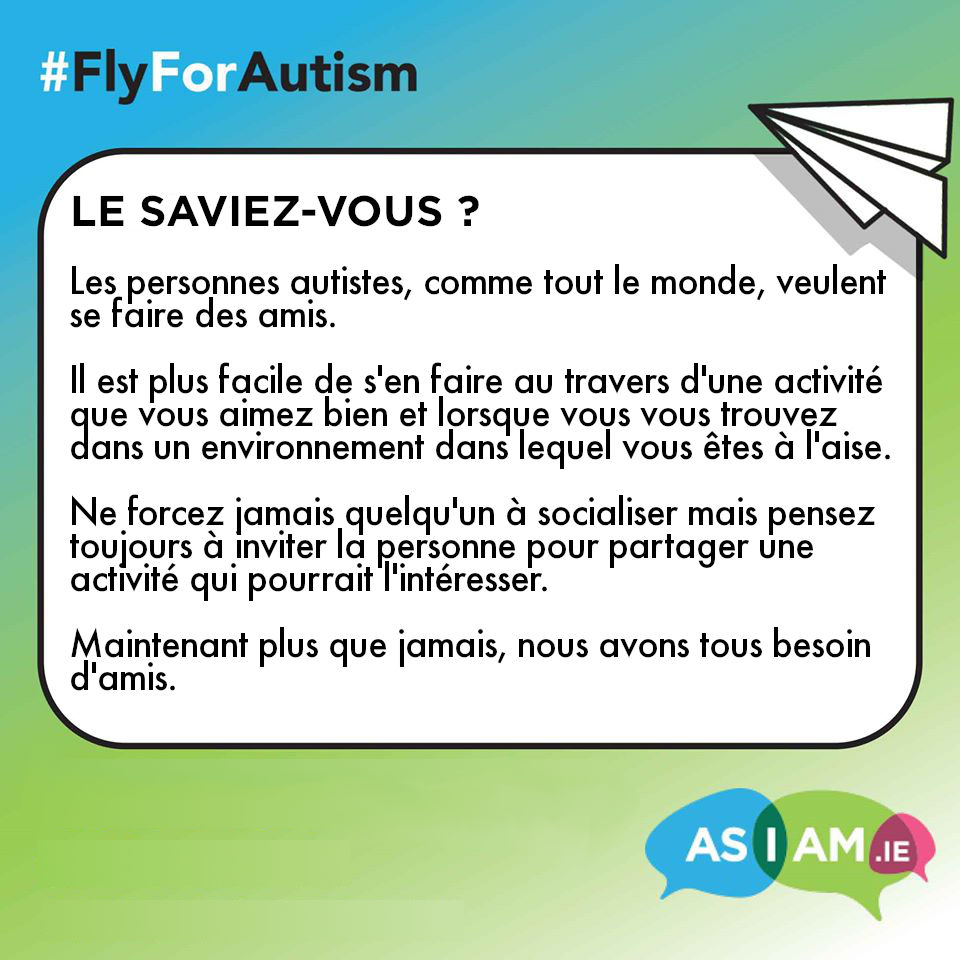 #FlyForAutism
LE SAVIEZ-VOUS ?
Les personnes autistes, comme tout le monde, veulent
se faire des amis.
Il est plus facile de s'en faire au travers d'une activité
que vous aimez bien et lorsque vous vous trouvez
dans un environnement dans lequel vous êtes à l'aise.
Ne forcez jamais quelqu'un à socialiser mais pensez
toujours à inviter la personne pour partager une
activité qui pourrait l'intéresser.
Maintenant plus que jamais, nous avons tous besoin
d'amis.
AS I AM.IE